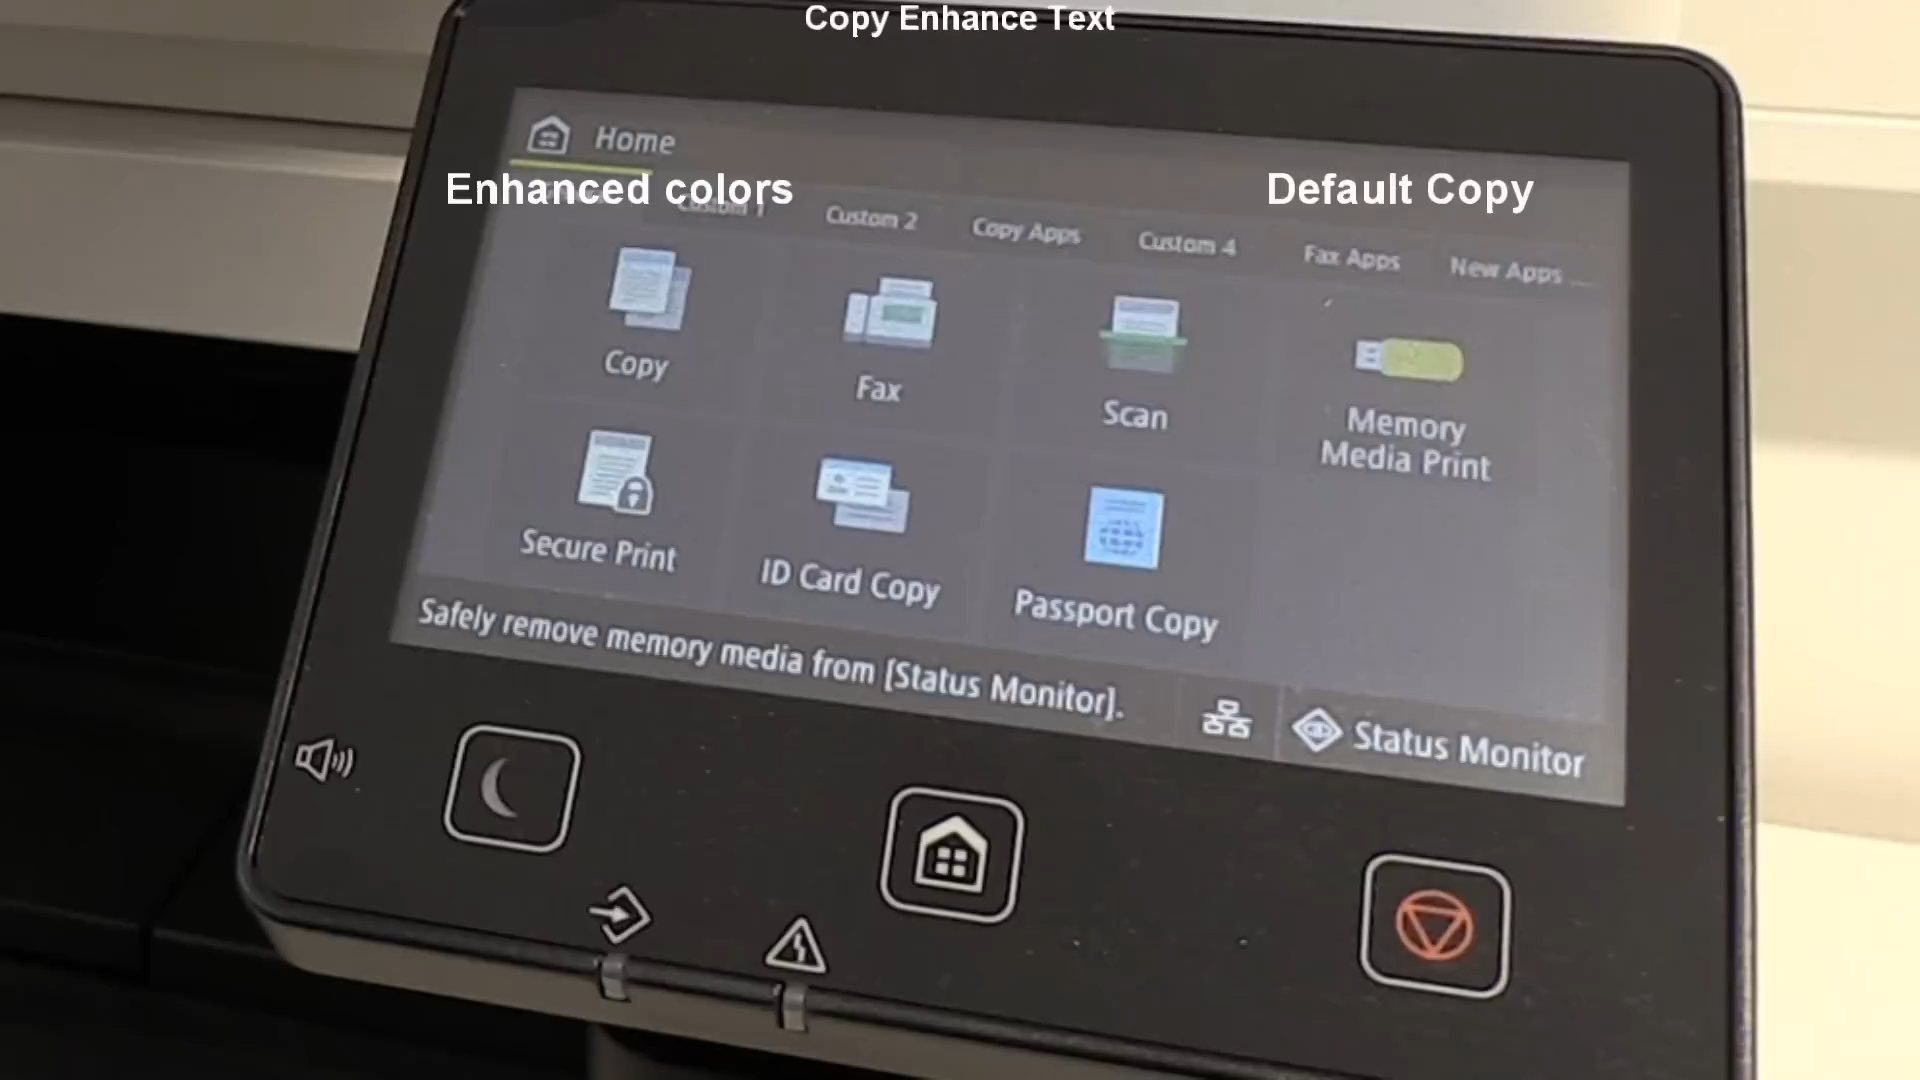 Copy Enhance Text
Home
Enhanced colors
Default Copy
Custom 1
Custom 2
Copy Apps
Custom 4
Fax Apps
New Apps ...
Copy
Fax
Scan
Memory
Media Print
Secure Print
ID Card Copy
Passport Copy
Safely remove memory media from [Status Monitor].
Status Monitor